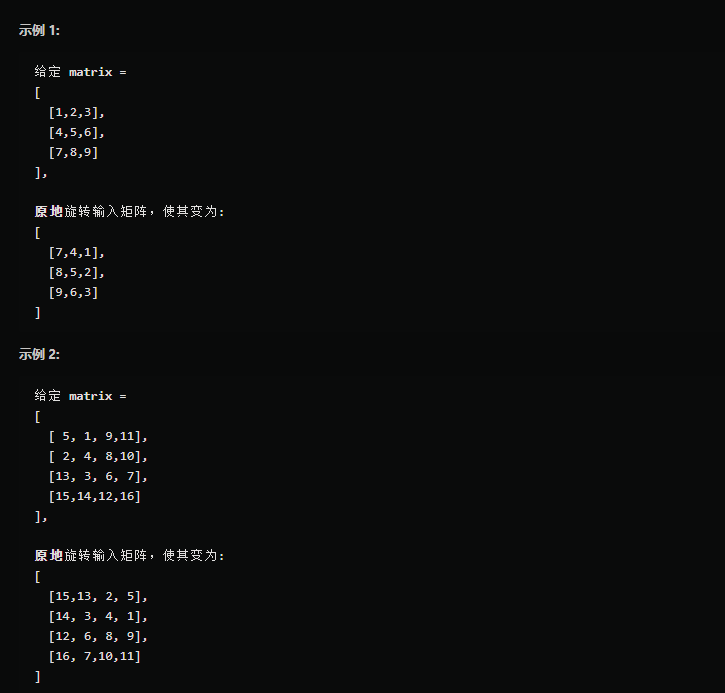 示例 1:
给定 matrix =
[
  [1,2,3],
  [4,5,6],
  [7,8,9]
],
原地旋转输入矩阵，使其变为:
[
  [7,4,1],
  [8,5,2],
  [9,6,3]
]
示例 2:
给定 matrix =
[
  [ 5, 1, 9,11],
  [ 2, 4, 8,10],
  [13, 3, 6, 7],
  [15,14,12,16]
],
原地旋转输入矩阵，使其变为:
[
  [15,13, 2, 5],
  [14, 3, 4, 1],
  [12, 6, 8, 9],
  [16, 7,10,11]
]